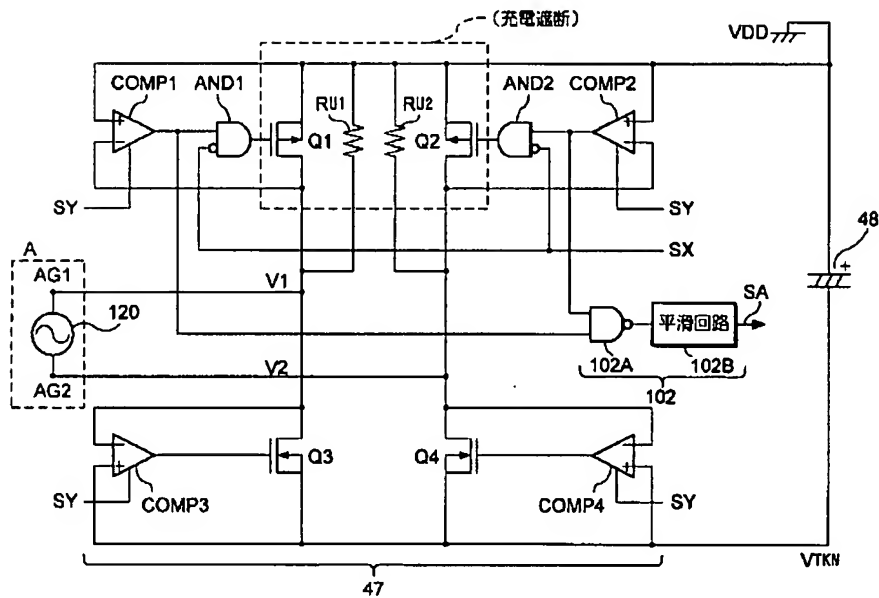 (充電遮断)
VDD
COMP1
AND1
RU1
RU2
AND2
COMP2
+
−
Q1
Q2
+
−
SY
SY
SX
48
+
A
AG1
V1
120
SA
平滑回路
AG2
V2
102A
102B
102
−
+
Q3
Q4
−
+
SY
COMP3
COMP4
SY
VTKN
47